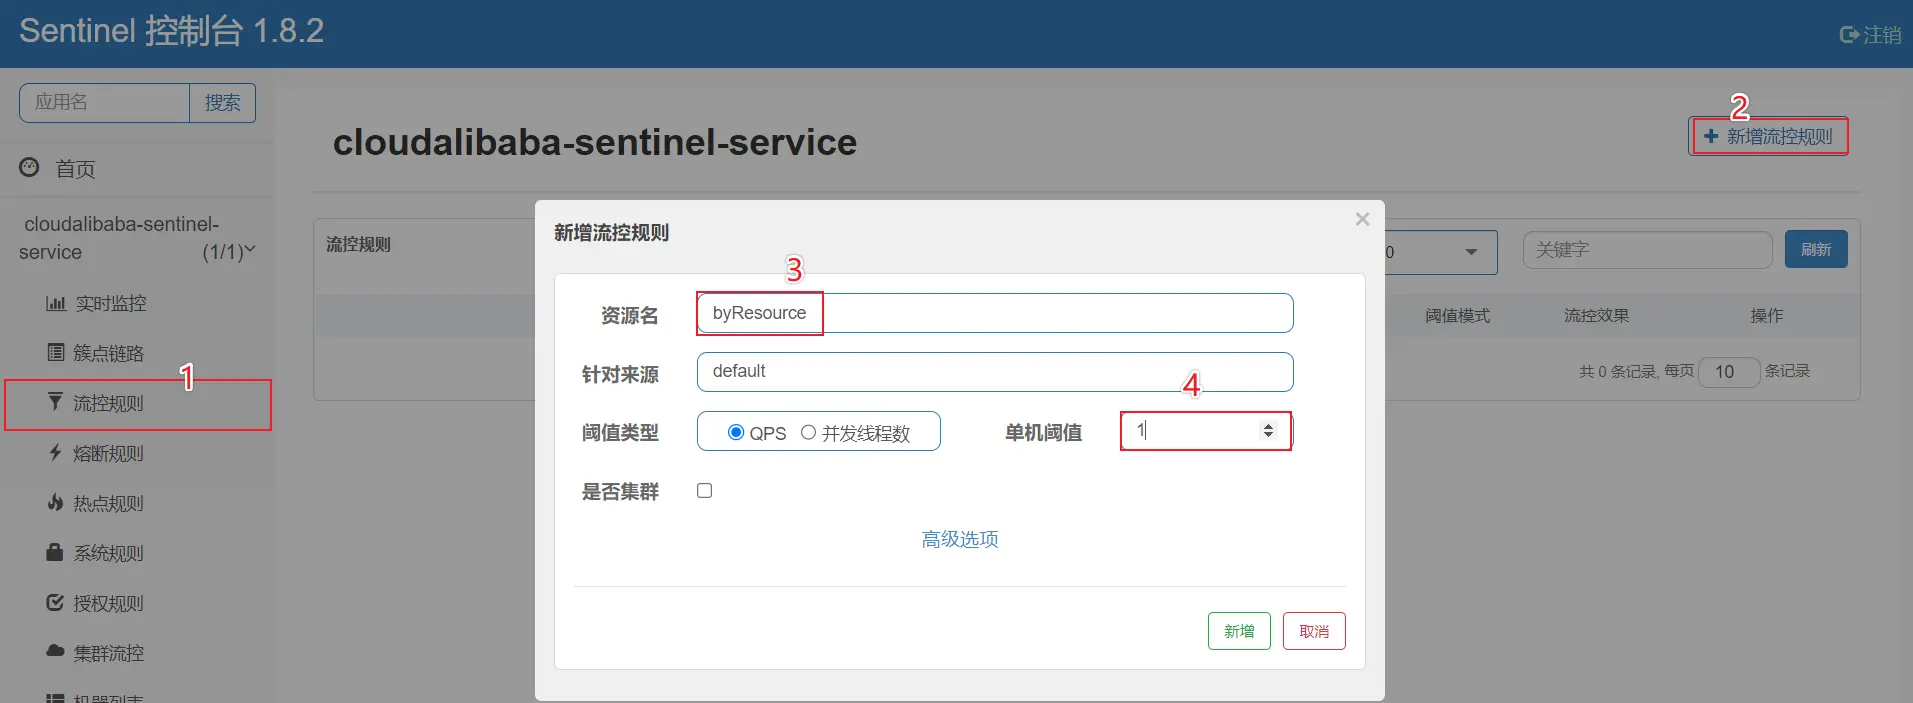 Sentinel 控制台 1.8.2
注销
应用名
搜索
首页
cloudalibaba-sentinel-service (1/1)
实时监控
簇点链路
1
流控规则
熔断规则
热点规则
系统规则
授权规则
集群流控
机器列表
cloudalibaba-sentinel-service
2
新增流控规则
流控规则
0
关键字
刷新
阈值模式
流控效果
操作
共 0 条记录, 每页 10 条记录
新增流控规则
×
3
资源名 byResource
针对来源 default
4
阈值类型 QPS 并发线程数 单机阈值 1
是否集群
高级选项
新增
取消